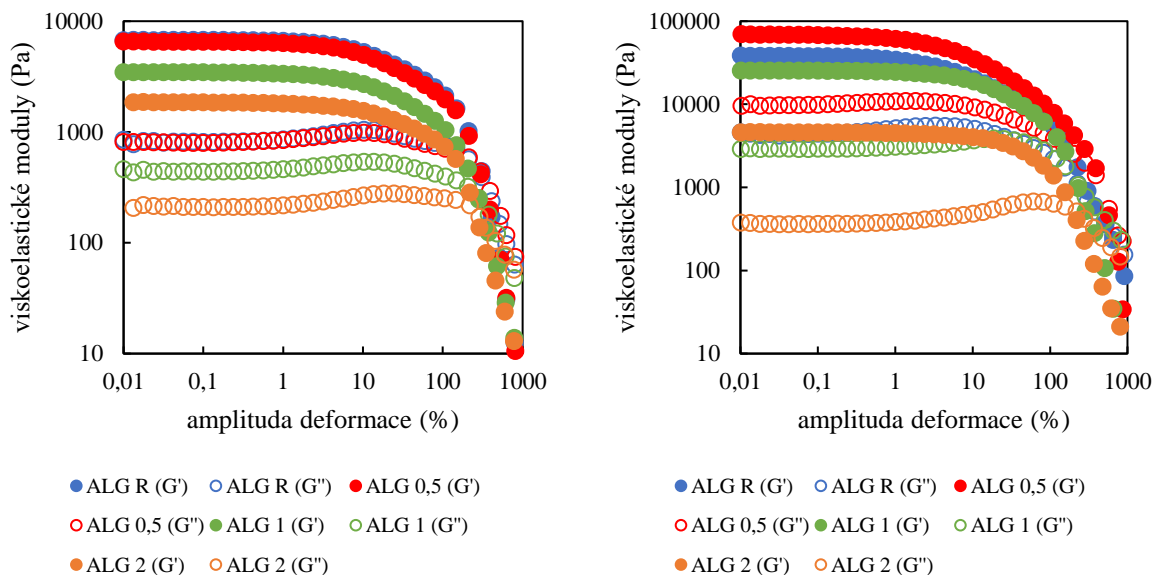 10000
1000
100
10
viskoelastické moduly (Pa)
0,01 0,1 1 10 100 1000
amplituda deformace (%)
ALG R (G') ALG R (G'') ALG 0,5 (G')
ALG 0,5 (G'') ALG 1 (G') ALG 1 (G'')
ALG 2 (G') ALG 2 (G'')
100000
10000
1000
100
10
viskoelastické moduly (Pa)
0,01 0,1 1 10 100 1000
amplituda deformace (%)
ALG R (G') ALG R (G'') ALG 0,5 (G')
ALG 0,5 (G'') ALG 1 (G') ALG 1 (G'')
ALG 2 (G') ALG 2 (G'')